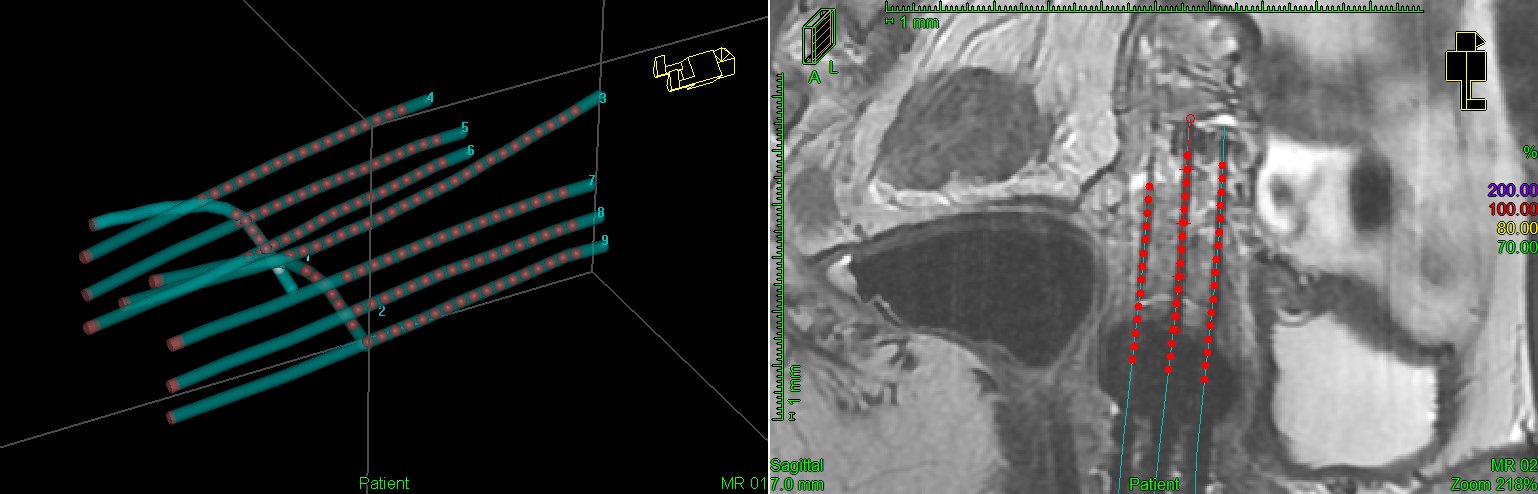 4
3
5
6
7
8
9
1
2
Patient
MR 01
1 mm
A L
%
200.00
100.00
80.00
70.00
1 mm
Sagittal
7.0 mm
Patient
MR 02
Zoom 218%